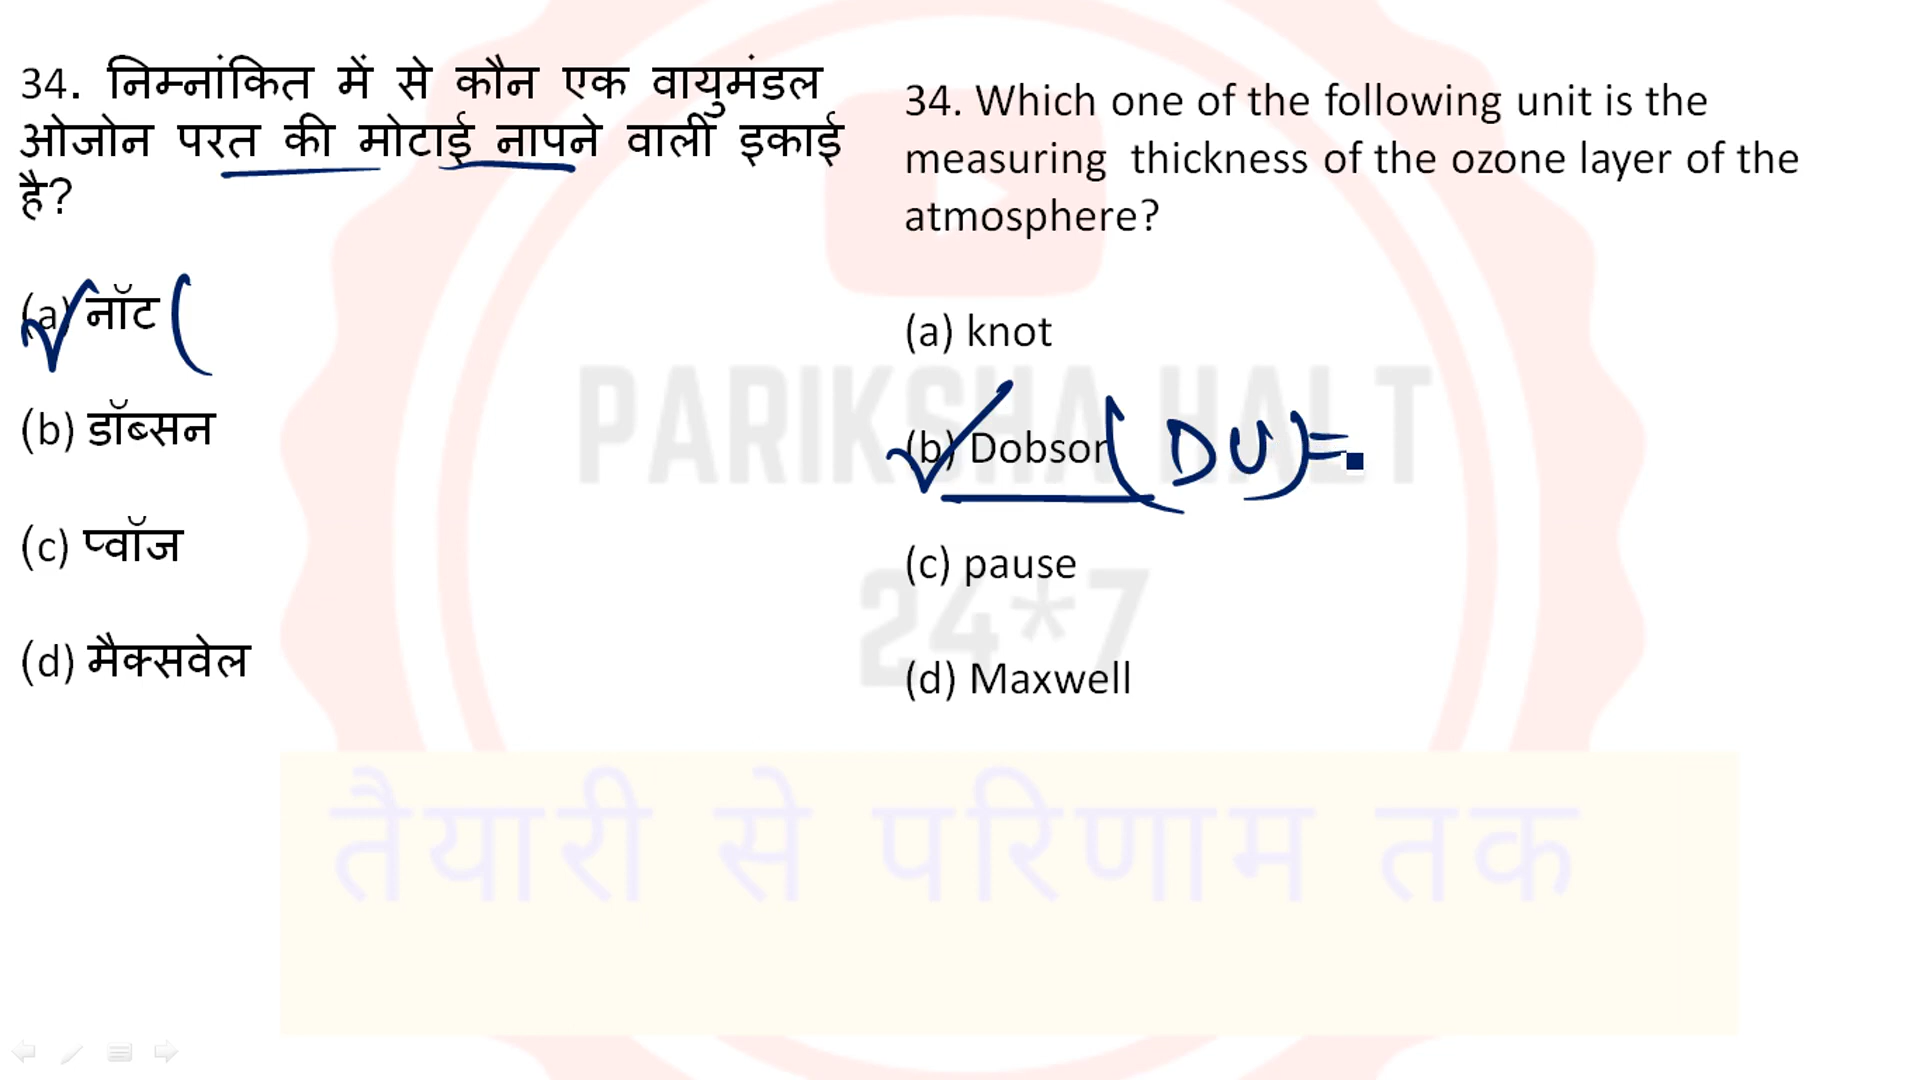 34. निम्नांकित में से कौन एक वायुमंडल
ओजोन परत की मोटाई नापने वाली इकाई
है?
(a) नॉट (
(b) डॉब्सन
(c) प्वॉज
(d) मैक्सवेल
34. Which one of the following unit is the
measuring thickness of the ozone layer of the
atmosphere?
(a) knot
(b) Dobson (DU)=
(c) pause
(d) Maxwell
PARIKSHA HALT
24*7
तैयारी से परिणाम तक